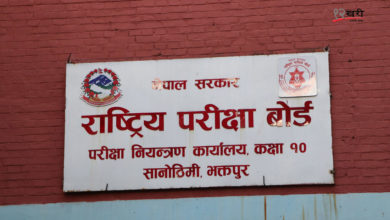 नेपाल सरकार
राष्ट्रिय परीक्षा बोर्ड
परीक्षा नियन्त्रण कार्यालय, कक्षा १०
सानोठिमी, भक्तपुर